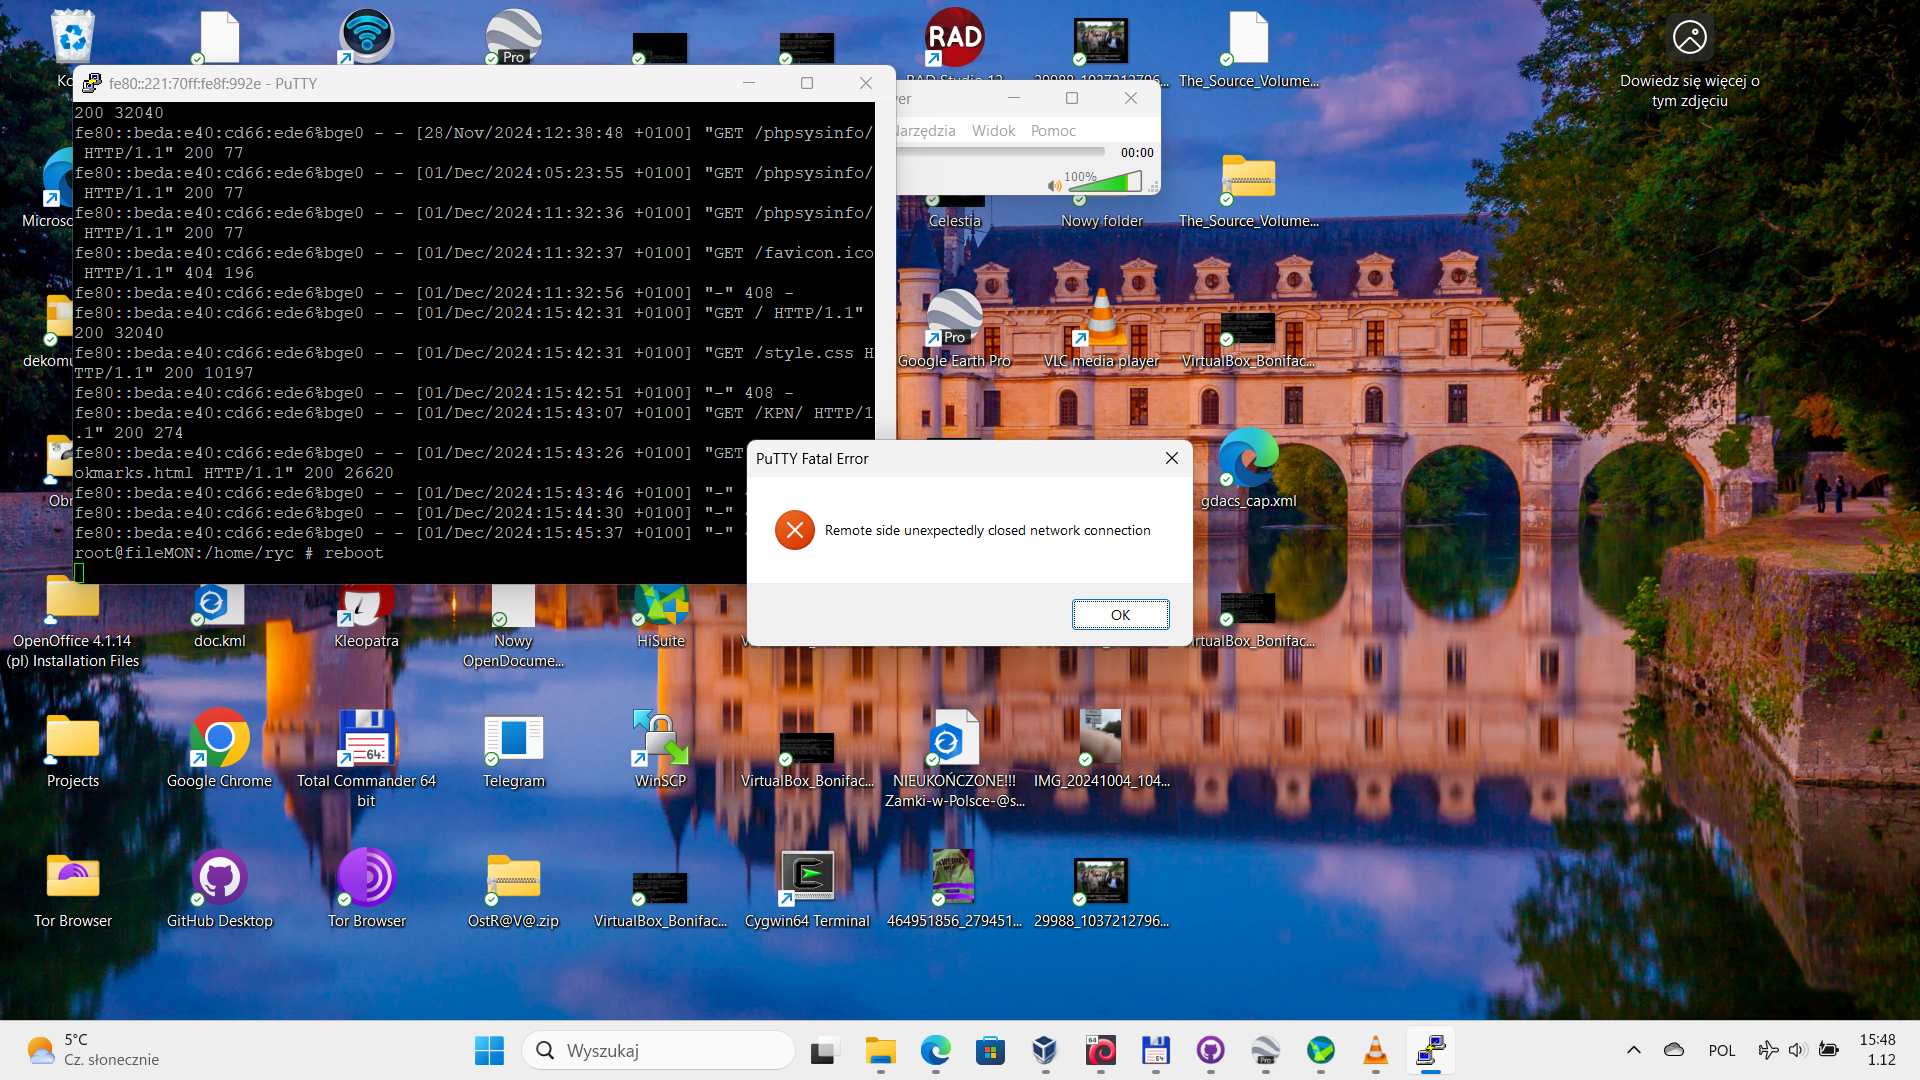 fe80::221:70ff:fe8f:992e - PuTTY
200 32040
fe80::beda:e40:cd66:ede6%bge0 - - [28/Nov/2024:12:38:48 +0100] "GET /phpsysinfo/
 HTTP/1.1" 200 77
fe80::beda:e40:cd66:ede6%bge0 - - [01/Dec/2024:05:23:55 +0100] "GET /phpsysinfo/
 HTTP/1.1" 200 77
fe80::beda:e40:cd66:ede6%bge0 - - [01/Dec/2024:11:32:36 +0100] "GET /phpsysinfo/
 HTTP/1.1" 200 77
fe80::beda:e40:cd66:ede6%bge0 - - [01/Dec/2024:11:32:37 +0100] "GET /favicon.ico
 HTTP/1.1" 404 196
fe80::beda:e40:cd66:ede6%bge0 - - [01/Dec/2024:11:32:56 +0100] "-" 408 -
fe80::beda:e40:cd66:ede6%bge0 - - [01/Dec/2024:15:42:31 +0100] "GET / HTTP/1.1"
200 32040
fe80::beda:e40:cd66:ede6%bge0 - - [01/Dec/2024:15:42:31 +0100] "GET /style.css H
TTP/1.1" 200 10197
fe80::beda:e40:cd66:ede6%bge0 - - [01/Dec/2024:15:42:51 +0100] "-" 408 -
fe80::beda:e40:cd66:ede6%bge0 - - [01/Dec/2024:15:43:07 +0100] "GET /KPN/ HTTP/1
.1" 200 274
fe80::beda:e40:cd66:ede6%bge0 - - [01/Dec/2024:15:43:26 +0100] "GET
okmarks.html HTTP/1.1" 200 26620
fe80::beda:e40:cd66:ede6%bge0 - - [01/Dec/2024:15:43:46 +0100] "-"
fe80::beda:e40:cd66:ede6%bge0 - - [01/Dec/2024:15:44:30 +0100] "-"
fe80::beda:e40:cd66:ede6%bge0 - - [01/Dec/2024:15:45:37 +0100] "-"
root@fileMON:/home/ryc # reboot
PuTTY Fatal Error
Remote side unexpectedly closed network connection
OK
Narzędzia Widok Pomoc
00:00
100%
Pro
RAD
29988_1037212796...
The_Source_Volume...
Dowiedz się więcej o
tym zdjęciu
Celestia
Nowy folder
The_Source_Volume...
Pro
Google Earth Pro
VLC media player
VirtualBox_Bonifac...
gdacs_cap.xml
OpenOffice 4.1.14
(pl) Installation Files
doc.kml
Kleopatra
Nowy
OpenDocume...
HiSuite
Projects
Google Chrome
64
Total Commander 64
bit
Telegram
WinSCP
VirtualBox_Bonifac...
NIEUKOŃCZONE!!!
Zamki-w-Polsce-@s...
IMG_20241004_104...
Tor Browser
GitHub Desktop
Tor Browser
OstR@V@.zip
VirtualBox_Bonifac...
Cygwin64 Terminal
464951856_279451...
29988_1037212796...
5°C
Cz. słonecznie
Wyszukaj
POL
15:48
1.12